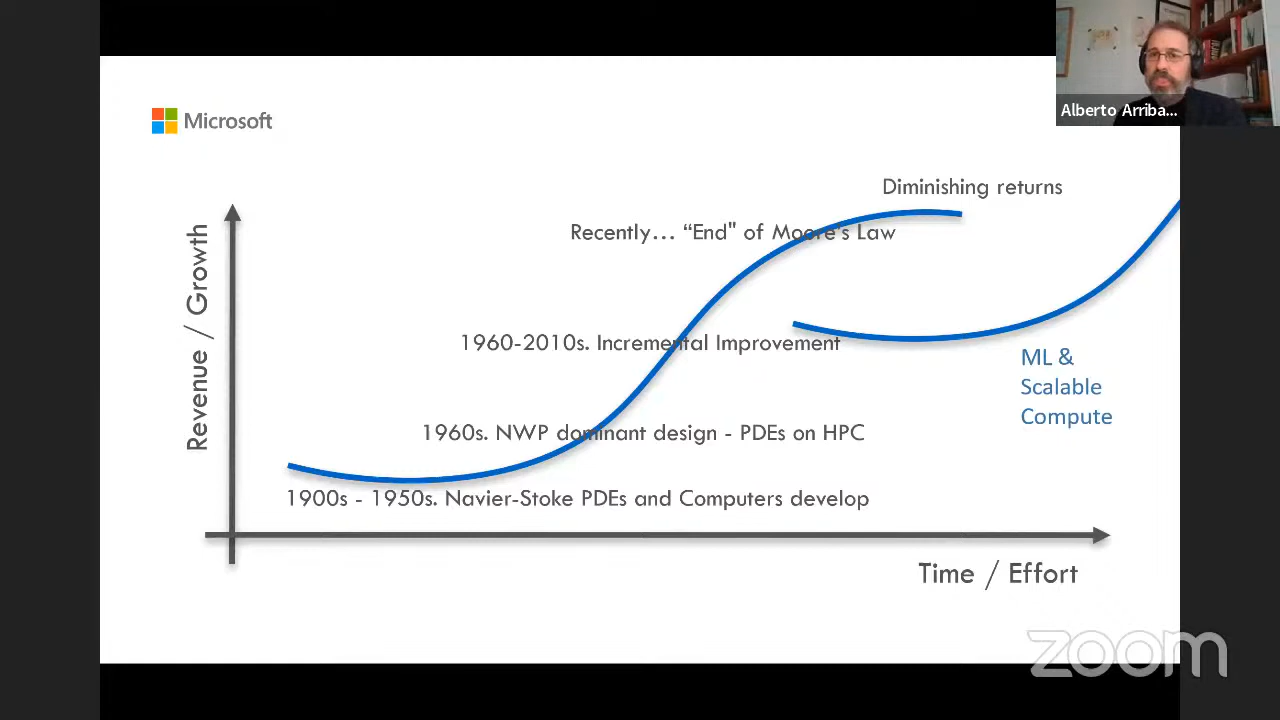 Alberto Arriba...
Microsoft
Diminishing returns
Recently... “End" of Moore's Law
Revenue / Growth
1960-2010s. Incremental Improvement
ML &
Scalable
Compute
1960s. NWP dominant design - PDEs on HPC
1900s - 1950s. Navier-Stoke PDEs and Computers develop
Time / Effort
zoom